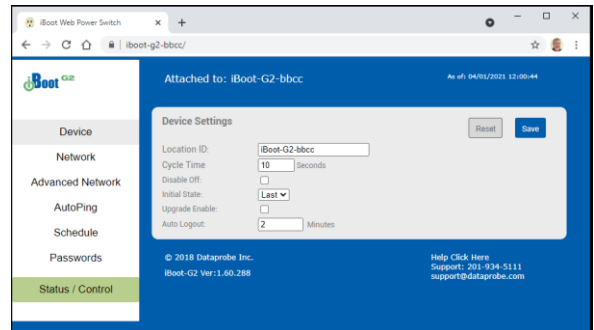 iBoot Web Power Switch
iboot-g2-bbcc/
iBoot G2
Attached to: iBoot-G2-bbcc
As of: 04/01/2021 12:00:44
Device
Network
Advanced Network
AutoPing
Schedule
Passwords
Status / Control
Device Settings
Reset
Save
Location ID: iBoot-G2-bbcc
Cycle Time 10 Seconds
Disable Off:
Initial State: Last
Upgrade Enable:
Auto Logout: 2 Minutes
© 2018 Dataprobe Inc.
iBoot-G2 Ver:1.60.288
Help Click Here
Support: 201-934-5111
support@dataprobe.com